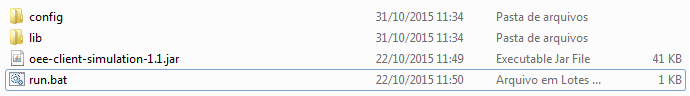 config 31/10/2015 11:34 Pasta de arquivos
lib 31/10/2015 11:34 Pasta de arquivos
oee-client-simulation-1.1.jar 22/10/2015 11:49 Executable Jar File 41 KB
run.bat 22/10/2015 11:50 Arquivo em Lotes ... 1 KB